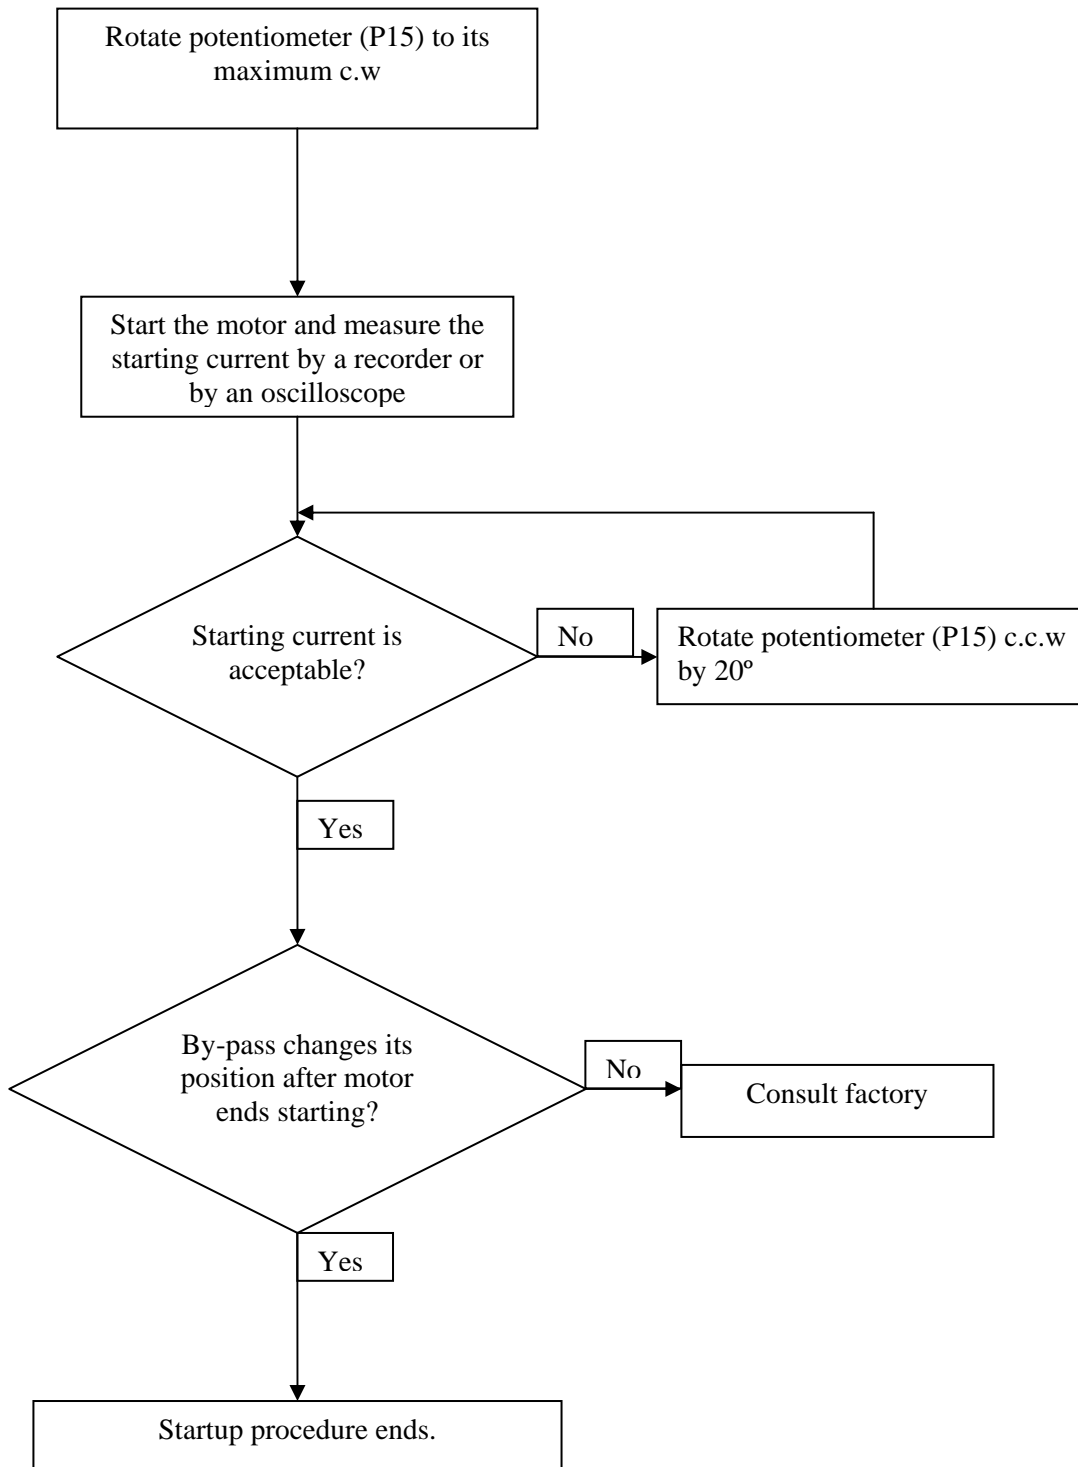 Rotate potentiometer (P15) to its
maximum c.w
Start the motor and measure the
starting current by a recorder or
by an oscilloscope
Starting current is
acceptable?
No
Rotate potentiometer (P15) c.c.w
by 20º
Yes
By-pass changes its
position after motor
ends starting?
No
Consult factory
Yes
Startup procedure ends.